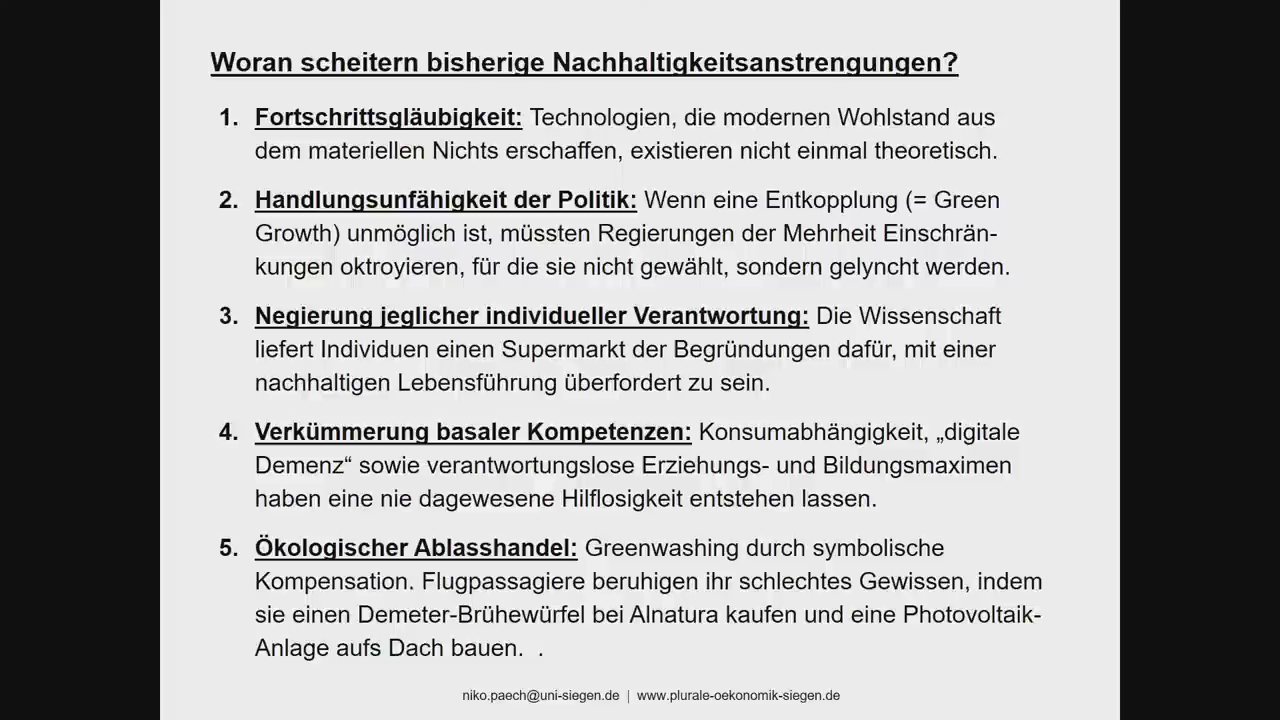 Woran scheitern bisherige Nachhaltigkeitsanstrengungen?
1. Fortschrittsgläubigkeit: Technologien, die modernen Wohlstand aus
dem materiellen Nichts erschaffen, existieren nicht einmal theoretisch.
2. Handlungsunfähigkeit der Politik: Wenn eine Entkopplung (= Green
Growth) unmöglich ist, müssten Regierungen der Mehrheit Einschrän-
kungen oktroyieren, für die sie nicht gewählt, sondern gelyncht werden.
3. Negierung jeglicher individueller Verantwortung: Die Wissenschaft
liefert Individuen einen Supermarkt der Begründungen dafür, mit einer
nachhaltigen Lebensführung überfordert zu sein.
4. Verkümmerung basaler Kompetenzen: Konsumabhängigkeit, „digitale
Demenz“ sowie verantwortungslose Erziehungs- und Bildungsmaximen
haben eine nie dagewesene Hilflosigkeit entstehen lassen.
5. Ökologischer Ablasshandel: Greenwashing durch symbolische
Kompensation. Flugpassagiere beruhigen ihr schlechtes Gewissen, indem
sie einen Demeter-Brühewürfel bei Alnatura kaufen und eine Photovoltaik-
Anlage aufs Dach bauen. .
niko.paech@uni-siegen.de | www.plurale-oekonomik-siegen.de